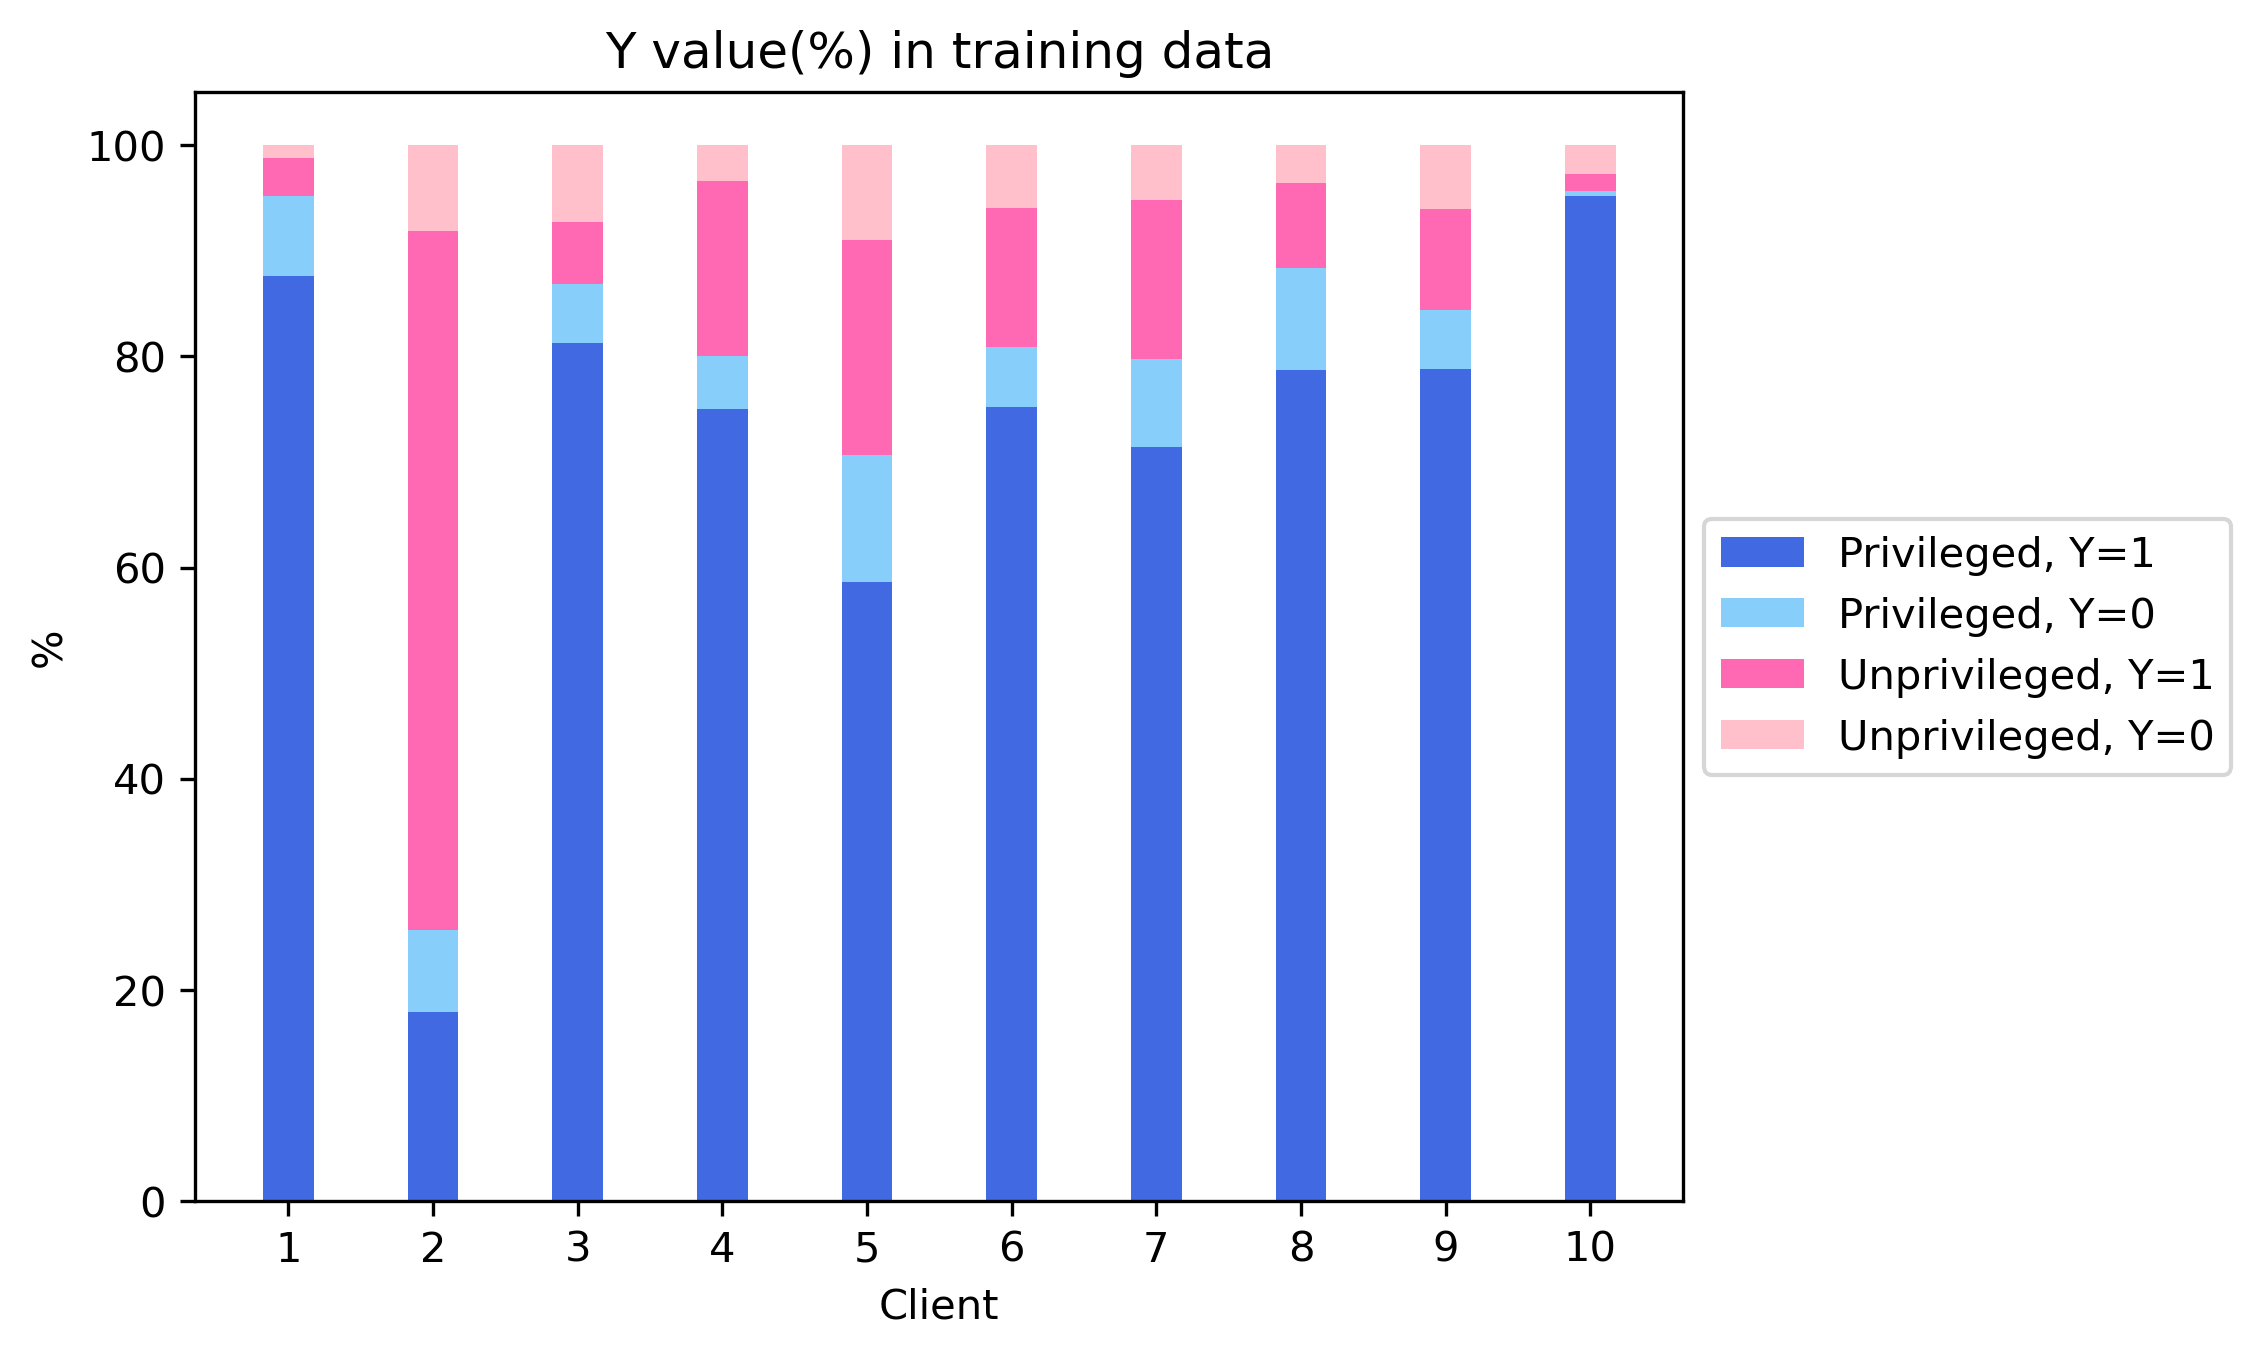 Y value(%) in training data
100
80
60
40
20
0
%
1 2 3 4 5 6 7 8 9 10
Client
Privileged, Y=1
Privileged, Y=0
Unprivileged, Y=1
Unprivileged, Y=0